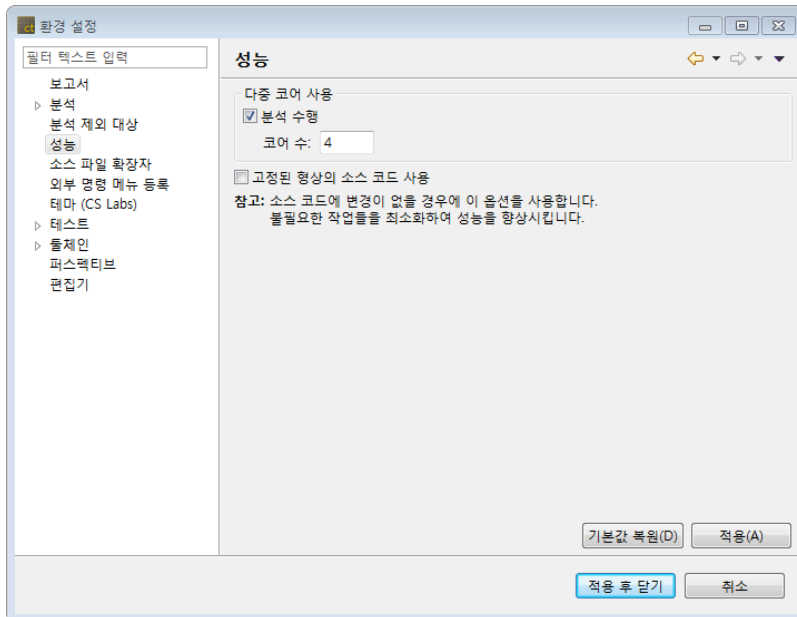 ct 환경 설정
필터 텍스트 입력
보고서
분석
분석 제외 대상
성능
소스 파일 확장자
외부 명령 메뉴 등록
테마 (CS Labs)
테스트
툴체인
퍼스펙티브
편집기
성능
다중 코어 사용
분석 수행
코어 수: 4
고정된 형상의 소스 코드 사용
참고: 소스 코드에 변경이 없을 경우에 이 옵션을 사용합니다.
불필요한 작업들을 최소화하여 성능을 향상시킵니다.
기본값 복원(D) 적용(A)
적용 후 닫기 취소